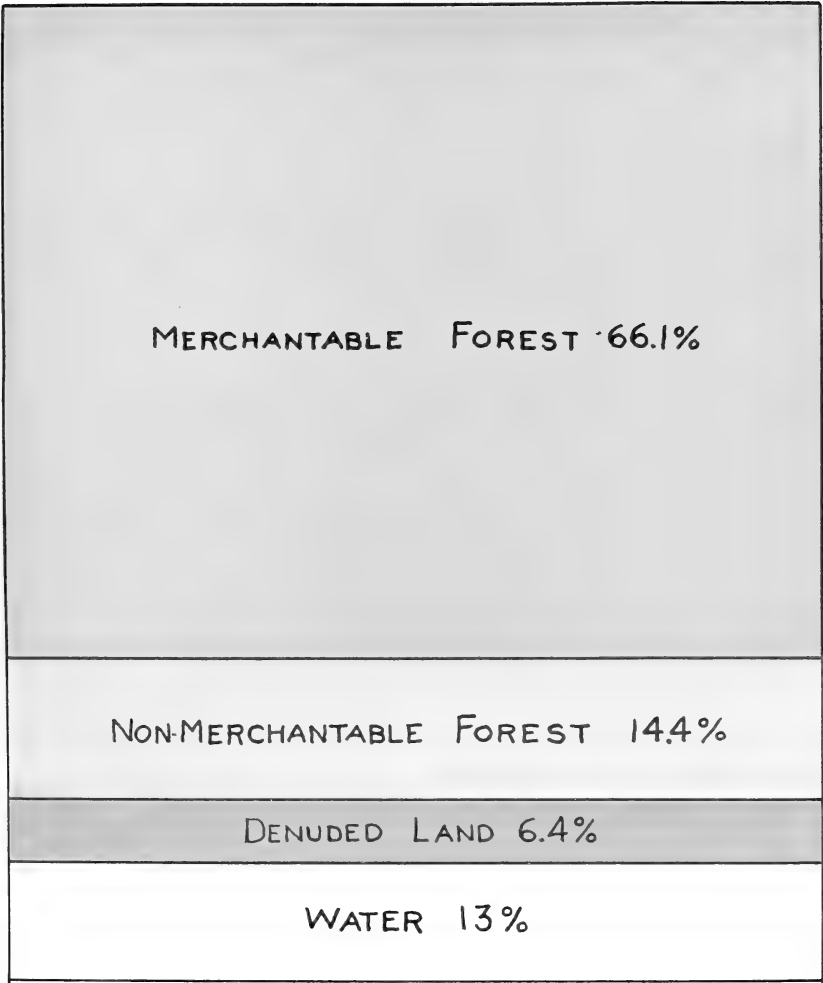 MERCHANTABLE FOREST 66.1%
NON-MERCHANTABLE FOREST 14.4%
DENUDED LAND 6.4%
WATER 13%